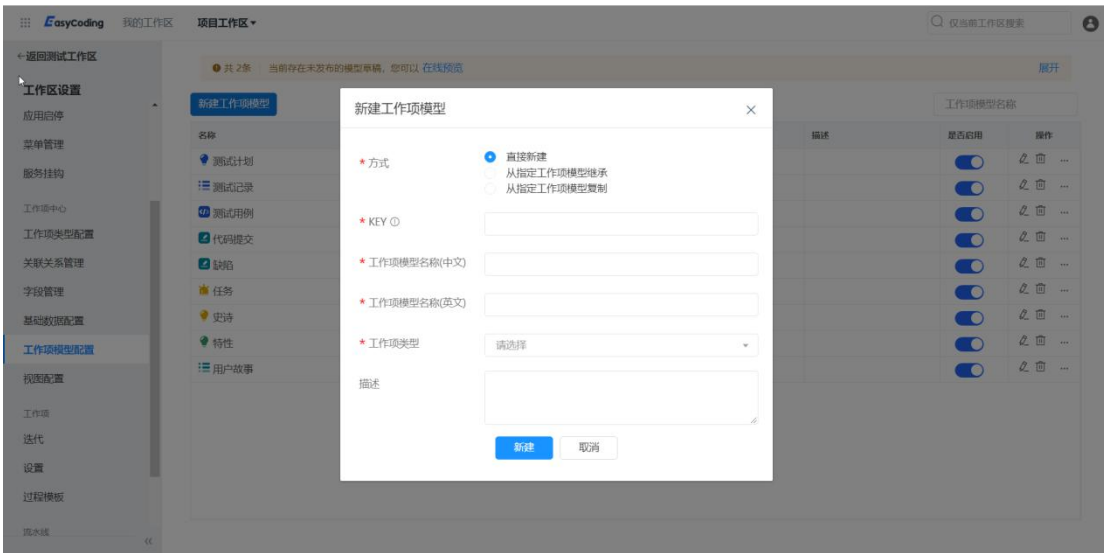 EasyCoding 我的工作区 项目工作区 仅当前工作区搜索
←返回测试工作区
工作区设置
应用启停
菜单管理
服务挂钩
工作项中心
工作项类型配置
关联关系管理
字段管理
基础数据配置
工作项模型配置
视图配置
工作项
迭代
设置
过程模板
流水线
共 2条 当前存在未发布的模型草稿，您可以 在线预览 展开
新建工作项模型 工作项模型名称
名称 描述 是否启用 操作
测试计划
测试记录
测试用例
代码提交
缺陷
任务
史诗
特性
用户故事
新建工作项模型
* 方式
直接新建
从指定工作项模型继承
从指定工作项模型复制
* KEY
* 工作项模型名称(中文)
* 工作项模型名称(英文)
* 工作项类型 请选择
描述
新建 取消